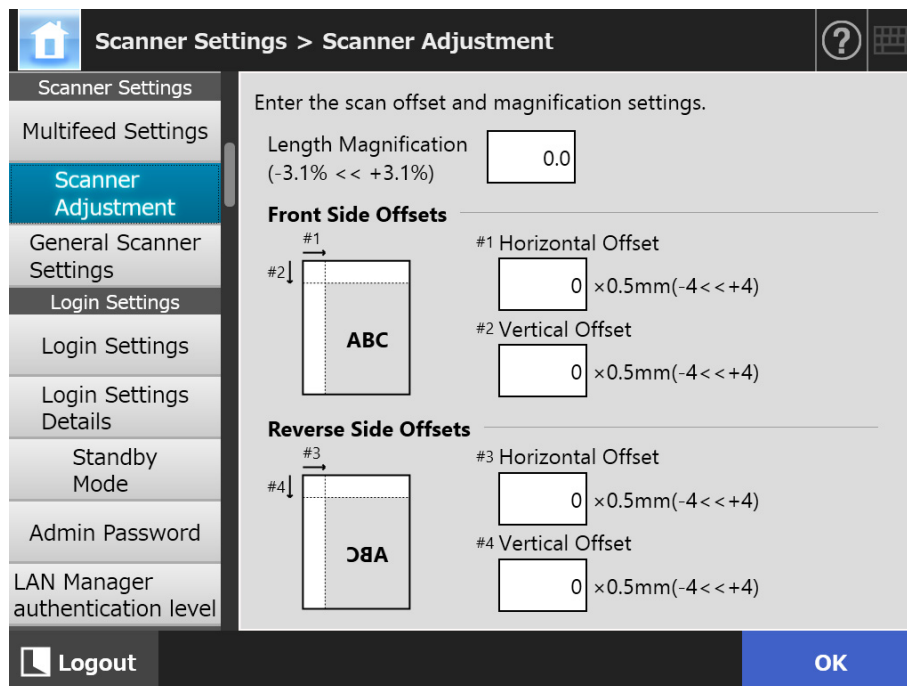 Scanner Settings > Scanner Adjustment
?
Scanner Settings
Multifeed Settings
Scanner
Adjustment
General Scanner
Settings
Login Settings
Login Settings
Login Settings
Details
Standby
Mode
Admin Password
LAN Manager
authentication level
Enter the scan offset and magnification settings.
Length Magnification
(-3.1% << +3.1%)
0.0
Front Side Offsets
#1
#2
ABC
#1 Horizontal Offset
0 ×0.5mm(-4<<+4)
#2 Vertical Offset
0 ×0.5mm(-4<<+4)
Reverse Side Offsets
#3
#4
ABC
#3 Horizontal Offset
0 ×0.5mm(-4<<+4)
#4 Vertical Offset
0 ×0.5mm(-4<<+4)
Logout
OK